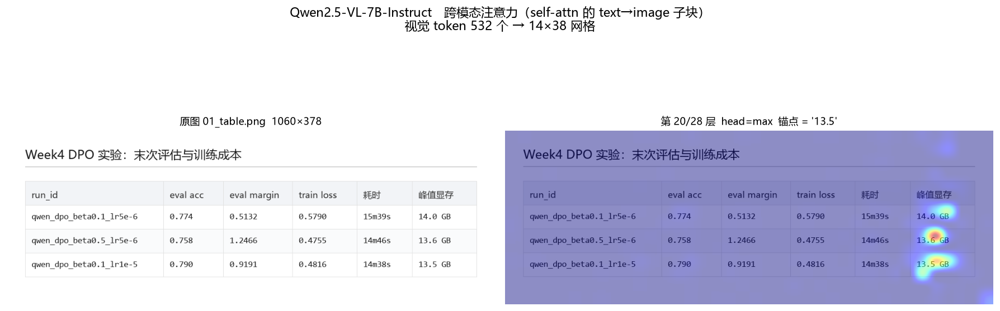 Qwen2.5-VL-7B-Instruct 跨模态注意力（self-attn 的 text→image 子块）
视觉 token 532 个 → 14×38 网格
原图 01_table.png 1060×378
Week4 DPO 实验：末次评估与训练成本
run_id eval acc eval margin train loss 耗时 峰值显存
qwen_dpo_beta0.1_lr5e-6 0.774 0.5132 0.5790 15m39s 14.0 GB
qwen_dpo_beta0.5_lr5e-6 0.758 1.2466 0.4755 14m46s 13.6 GB
qwen_dpo_beta0.1_lr1e-5 0.790 0.9191 0.4816 14m38s 13.5 GB
第 20/28 层 head=max 锚点 = '13.5'
Week4 DPO 实验：末次评估与训练成本
run_id eval acc eval margin train loss 耗时 峰值显存
qwen_dpo_beta0.1_lr5e-6 0.774 0.5132 0.5790 15m39s 14.0 GB
qwen_dpo_beta0.5_lr5e-6 0.758 1.2466 0.4755 14m46s 13.6 GB
qwen_dpo_beta0.1_lr1e-5 0.790 0.9191 0.4816 14m38s 13.5 GB